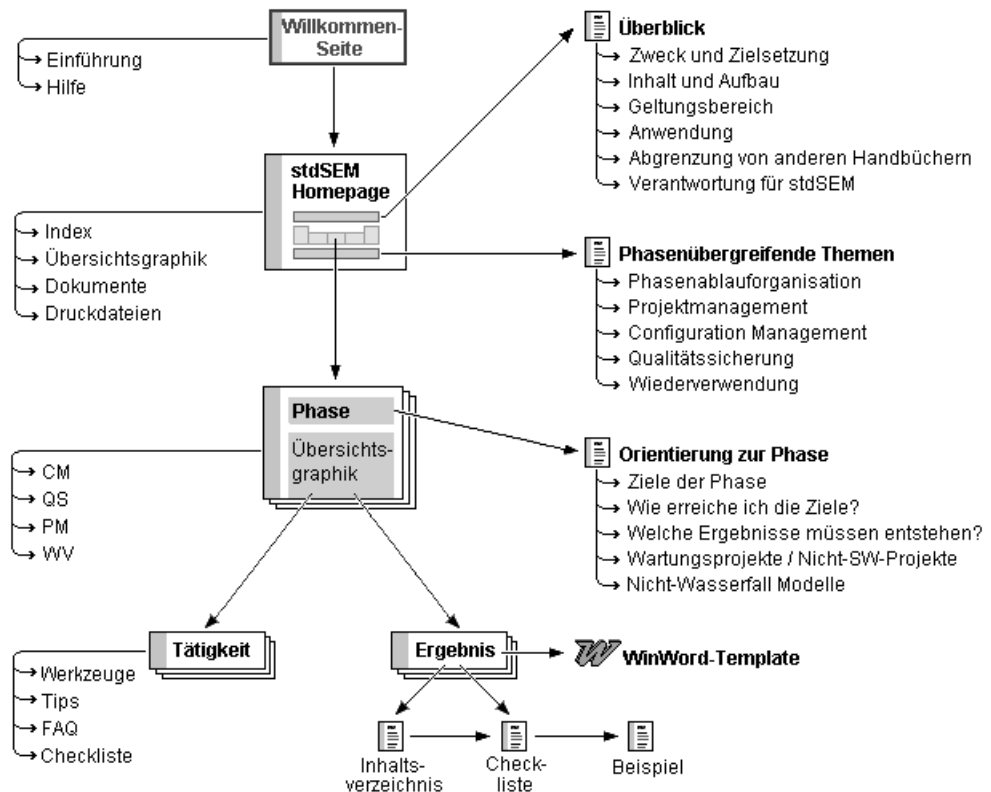 Willkommen-
Seite
Einführung
Hilfe
Überblick
Zweck und Zielsetzung
Inhalt und Aufbau
Geltungsbereich
Anwendung
Abgrenzung von anderen Handbüchern
Verantwortung für stdSEM
stdSEM
Homepage
Index
Übersichtsgraphik
Dokumente
Druckdateien
Phasenübergreifende Themen
Phasenablauforganisation
Projektmanagement
Configuration Management
Qualitätssicherung
Wiederverwendung
Phase
Übersichts-
graphik
CM
QS
PM
WV
Orientierung zur Phase
Ziele der Phase
Wie erreiche ich die Ziele?
Welche Ergebnisse müssen entstehen?
Wartungsprojekte / Nicht-SW-Projekte
Nicht-Wasserfall Modelle
Tätigkeit
Werkzeuge
Tips
FAQ
Checkliste
Ergebnis
W WinWord-Template
Inhalts-
verzeichnis
Check-
liste
Beispiel